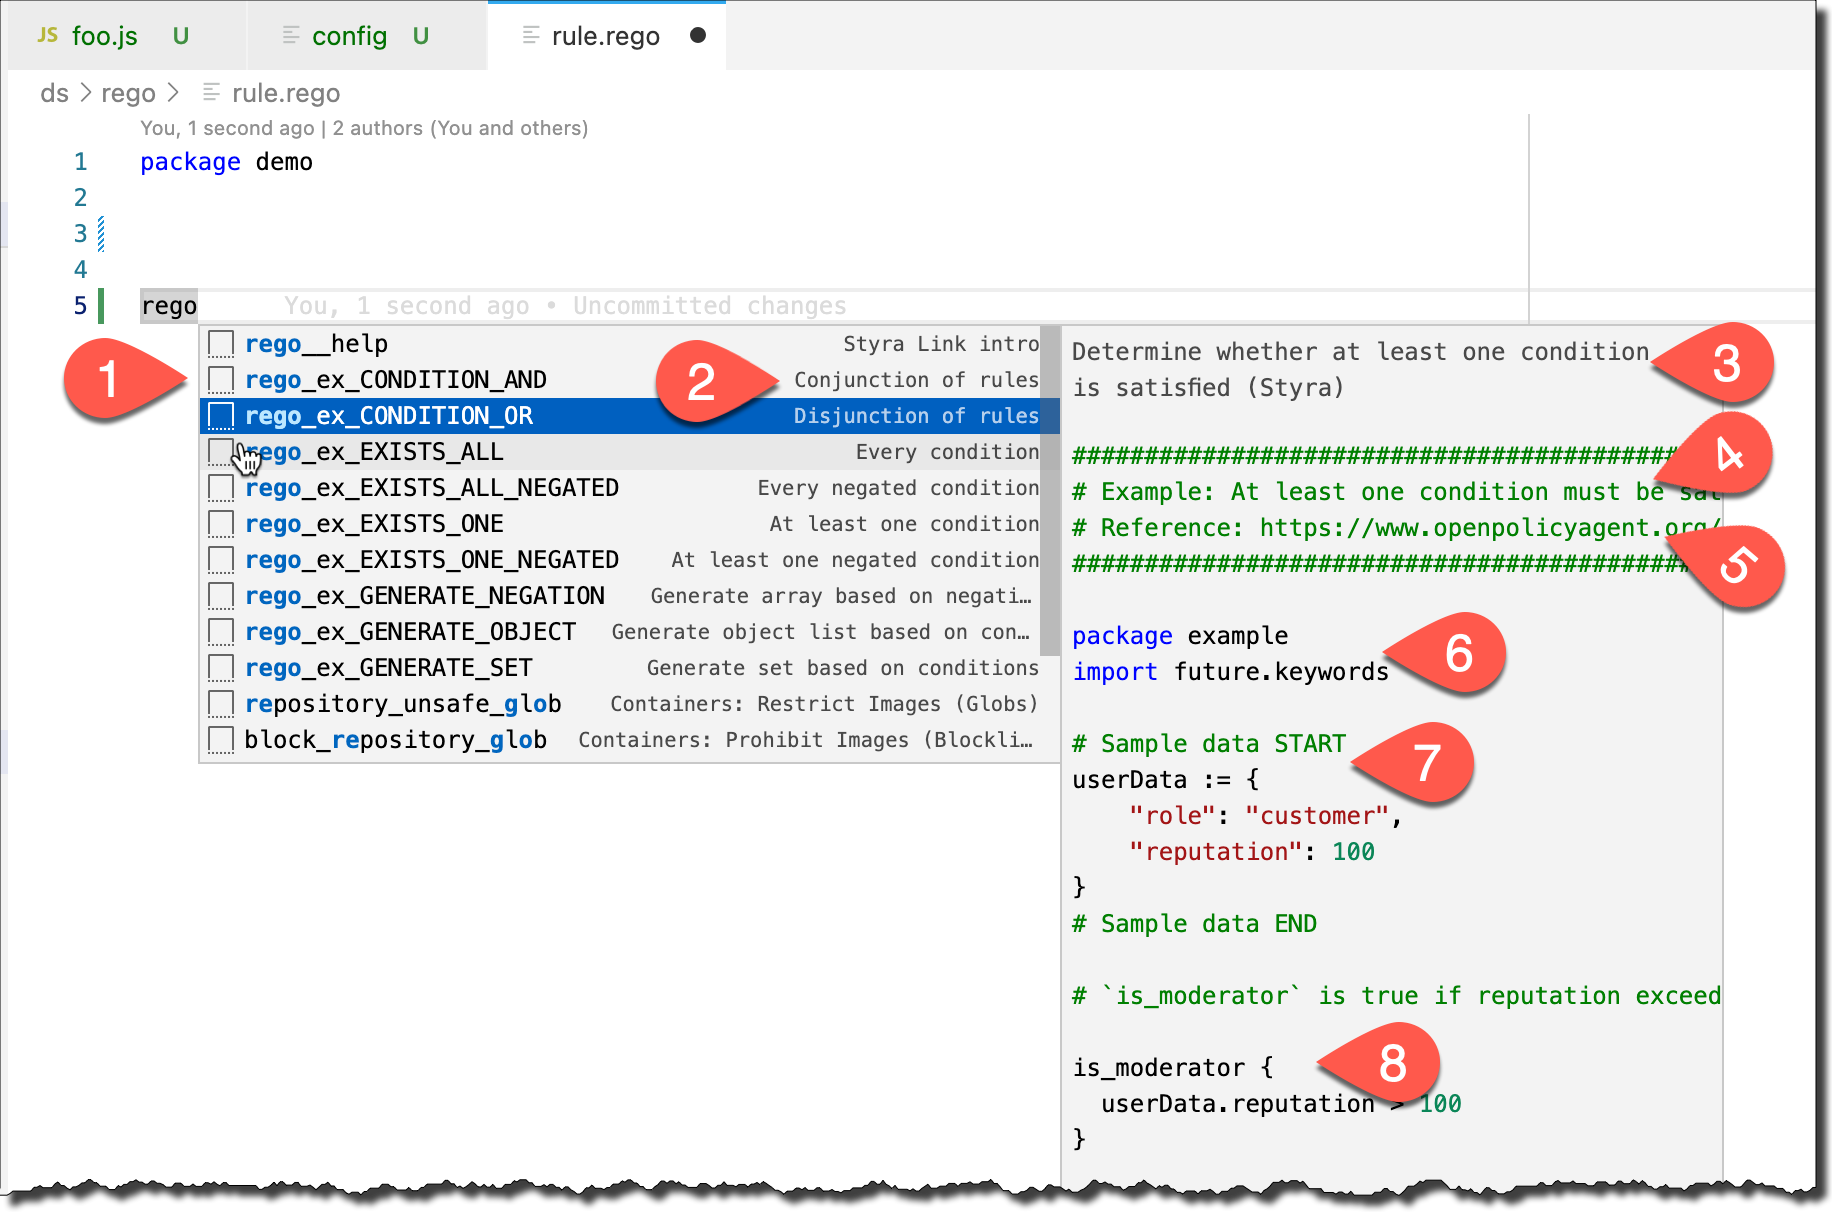 JS foo.js U config U rule.rego
ds > rego > rule.rego
You, 1 second ago | 2 authors (You and others)
1 package demo
2
3
4
5 rego You, 1 second ago • Uncommitted changes
rego__help Styra Link intro
rego_ex_CONDITION_AND Conjunction of rules
rego_ex_CONDITION_OR Disjunction of rules
rego_ex_EXISTS_ALL Every condition
rego_ex_EXISTS_ALL_NEGATED Every negated condition
rego_ex_EXISTS_ONE At least one condition
rego_ex_EXISTS_ONE_NEGATED At least one negated condition
rego_ex_GENERATE_NEGATION Generate array based on negati…
rego_ex_GENERATE_OBJECT Generate object list based on con…
rego_ex_GENERATE_SET Generate set based on conditions
repository_unsafe_glob Containers: Restrict Images (Globs)
block_repository_glob Containers: Prohibit Images (Blockli…
1
2
Determine whether at least one condition
is satisfied (Styra)
3
###########################################
4
# Example: At least one condition must be sat
# Reference: https://www.openpolicyagent.org/
###########################################
5
package example
import future.keywords
6
# Sample data START
userData := {
7
"role": "customer",
"reputation": 100
}
# Sample data END
# `is_moderator` is true if reputation exceed
is_moderator {
8
userData.reputation > 100
}